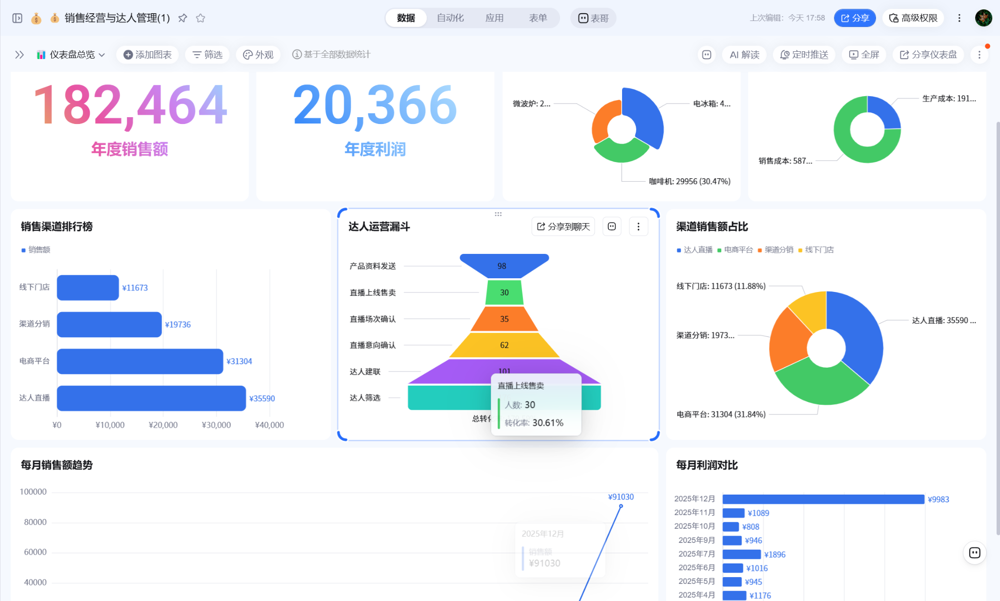 销售经营与达人管理(1)
数据
自动化
应用
表单
表哥
上次编辑：今天 17:58
分享
高级权限
仪表盘总览
添加图表
筛选
外观
基于全部数据统计
AI 解读
定时推送
全屏
分享仪表盘
182,464
年度销售额
20,366
年度利润
微波炉: 2...
电冰箱: 4...
咖啡机: 29956 (30.47%)
生产成本: 191...
销售成本: 587...
销售渠道排行榜
销售额
线下门店
¥11673
渠道分销
¥19736
电商平台
¥31304
达人直播
¥35590
¥0
¥10,000
¥20,000
¥30,000
¥40,000
达人运营漏斗
分享到聊天
产品资料发送
98
直播上线售卖
30
直播场次确认
35
直播意向确认
62
达人建联
101
达人筛选
总转化
直播上线售卖
人数: 30
转化率: 30.61%
渠道销售额占比
达人直播
电商平台
渠道分销
线下门店
线下门店: 11673 (11.88%)
达人直播: 35590 ...
渠道分销: 1973...
电商平台: 31304 (31.84%)
每月销售额趋势
100000
80000
60000
40000
¥91030
2025年12月
销售额
¥91030
每月利润对比
2025年12月
¥9983
2025年11月
¥1089
2025年10月
¥808
2025年9月
¥946
2025年7月
¥1896
2025年6月
¥1016
2025年5月
¥945
2025年4月
¥1176